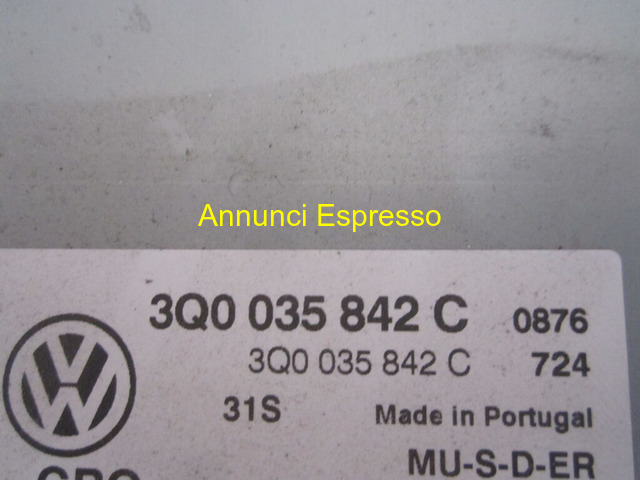 Annunci Espresso
3Q0 035 842 C 0876
3Q0 035 842 C 724
31S Made in Portugal
MU-S-D-ER